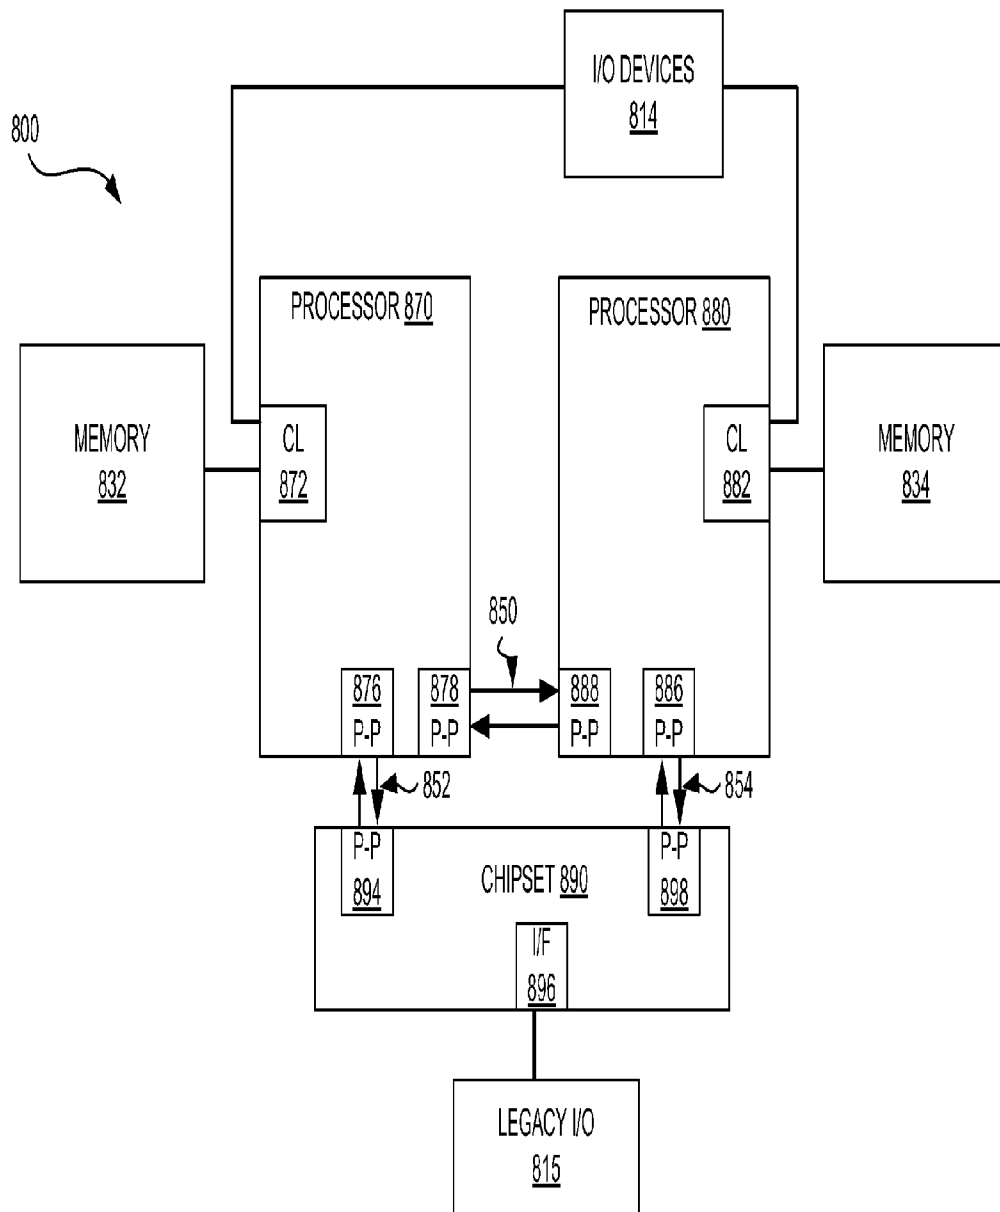 I/O DEVICES
814
800
PROCESSOR 870
PROCESSOR 880
MEMORY
832
CL
872
CL
882
MEMORY
834
850
876
P-P
878
P-P
888
P-P
886
P-P
852
854
P-P
894
CHIPSET 890
P-P
898
I/F
896
LEGACY I/O
815